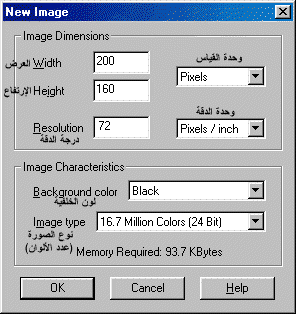 New Image
Image Dimensions
العرض Width 200 وحدة القياس
Pixels
الإرتفاع Height 160
وحدة الدقة
Resolution 72 Pixels / inch
درجة الدقة
Image Characteristics
Background color Black
لون الخلفية
Image type 16.7 Million Colors (24 Bit)
نوع الصورة
(عدد الألوان) Memory Required: 93.7 KBytes
OK Cancel Help